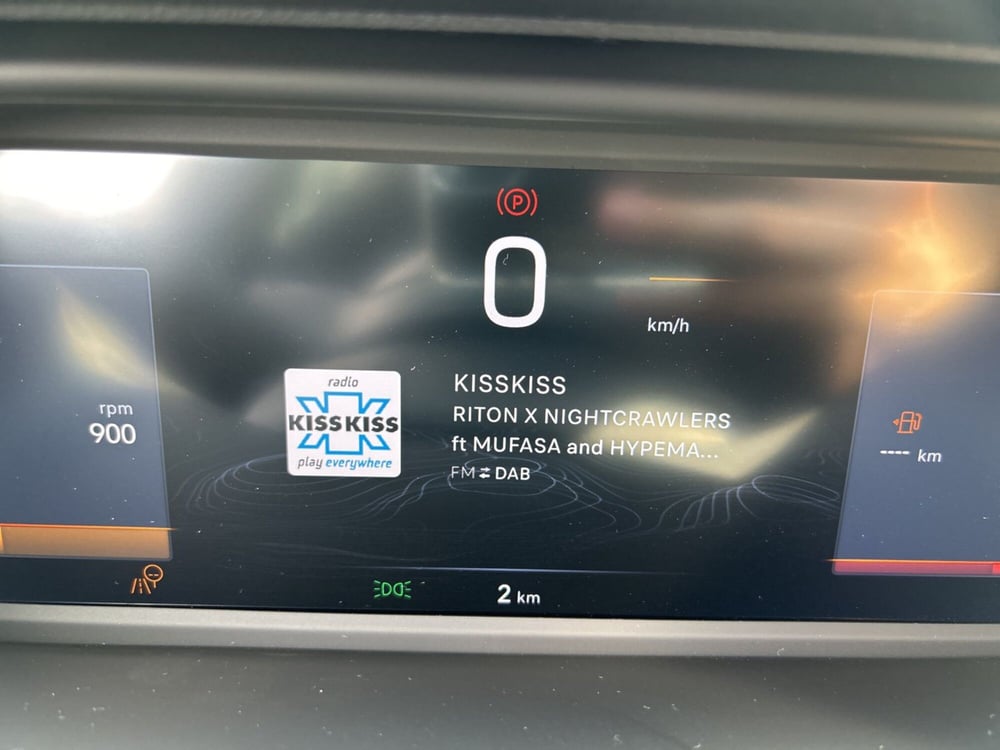 P
0
km/h
radio
KISSKISS
play everywhere
KISSKISS
RITON X NIGHTCRAWLERS
ft MUFASA and HYPEMA...
FM⇄DAB
rpm
900
---- km
2 km